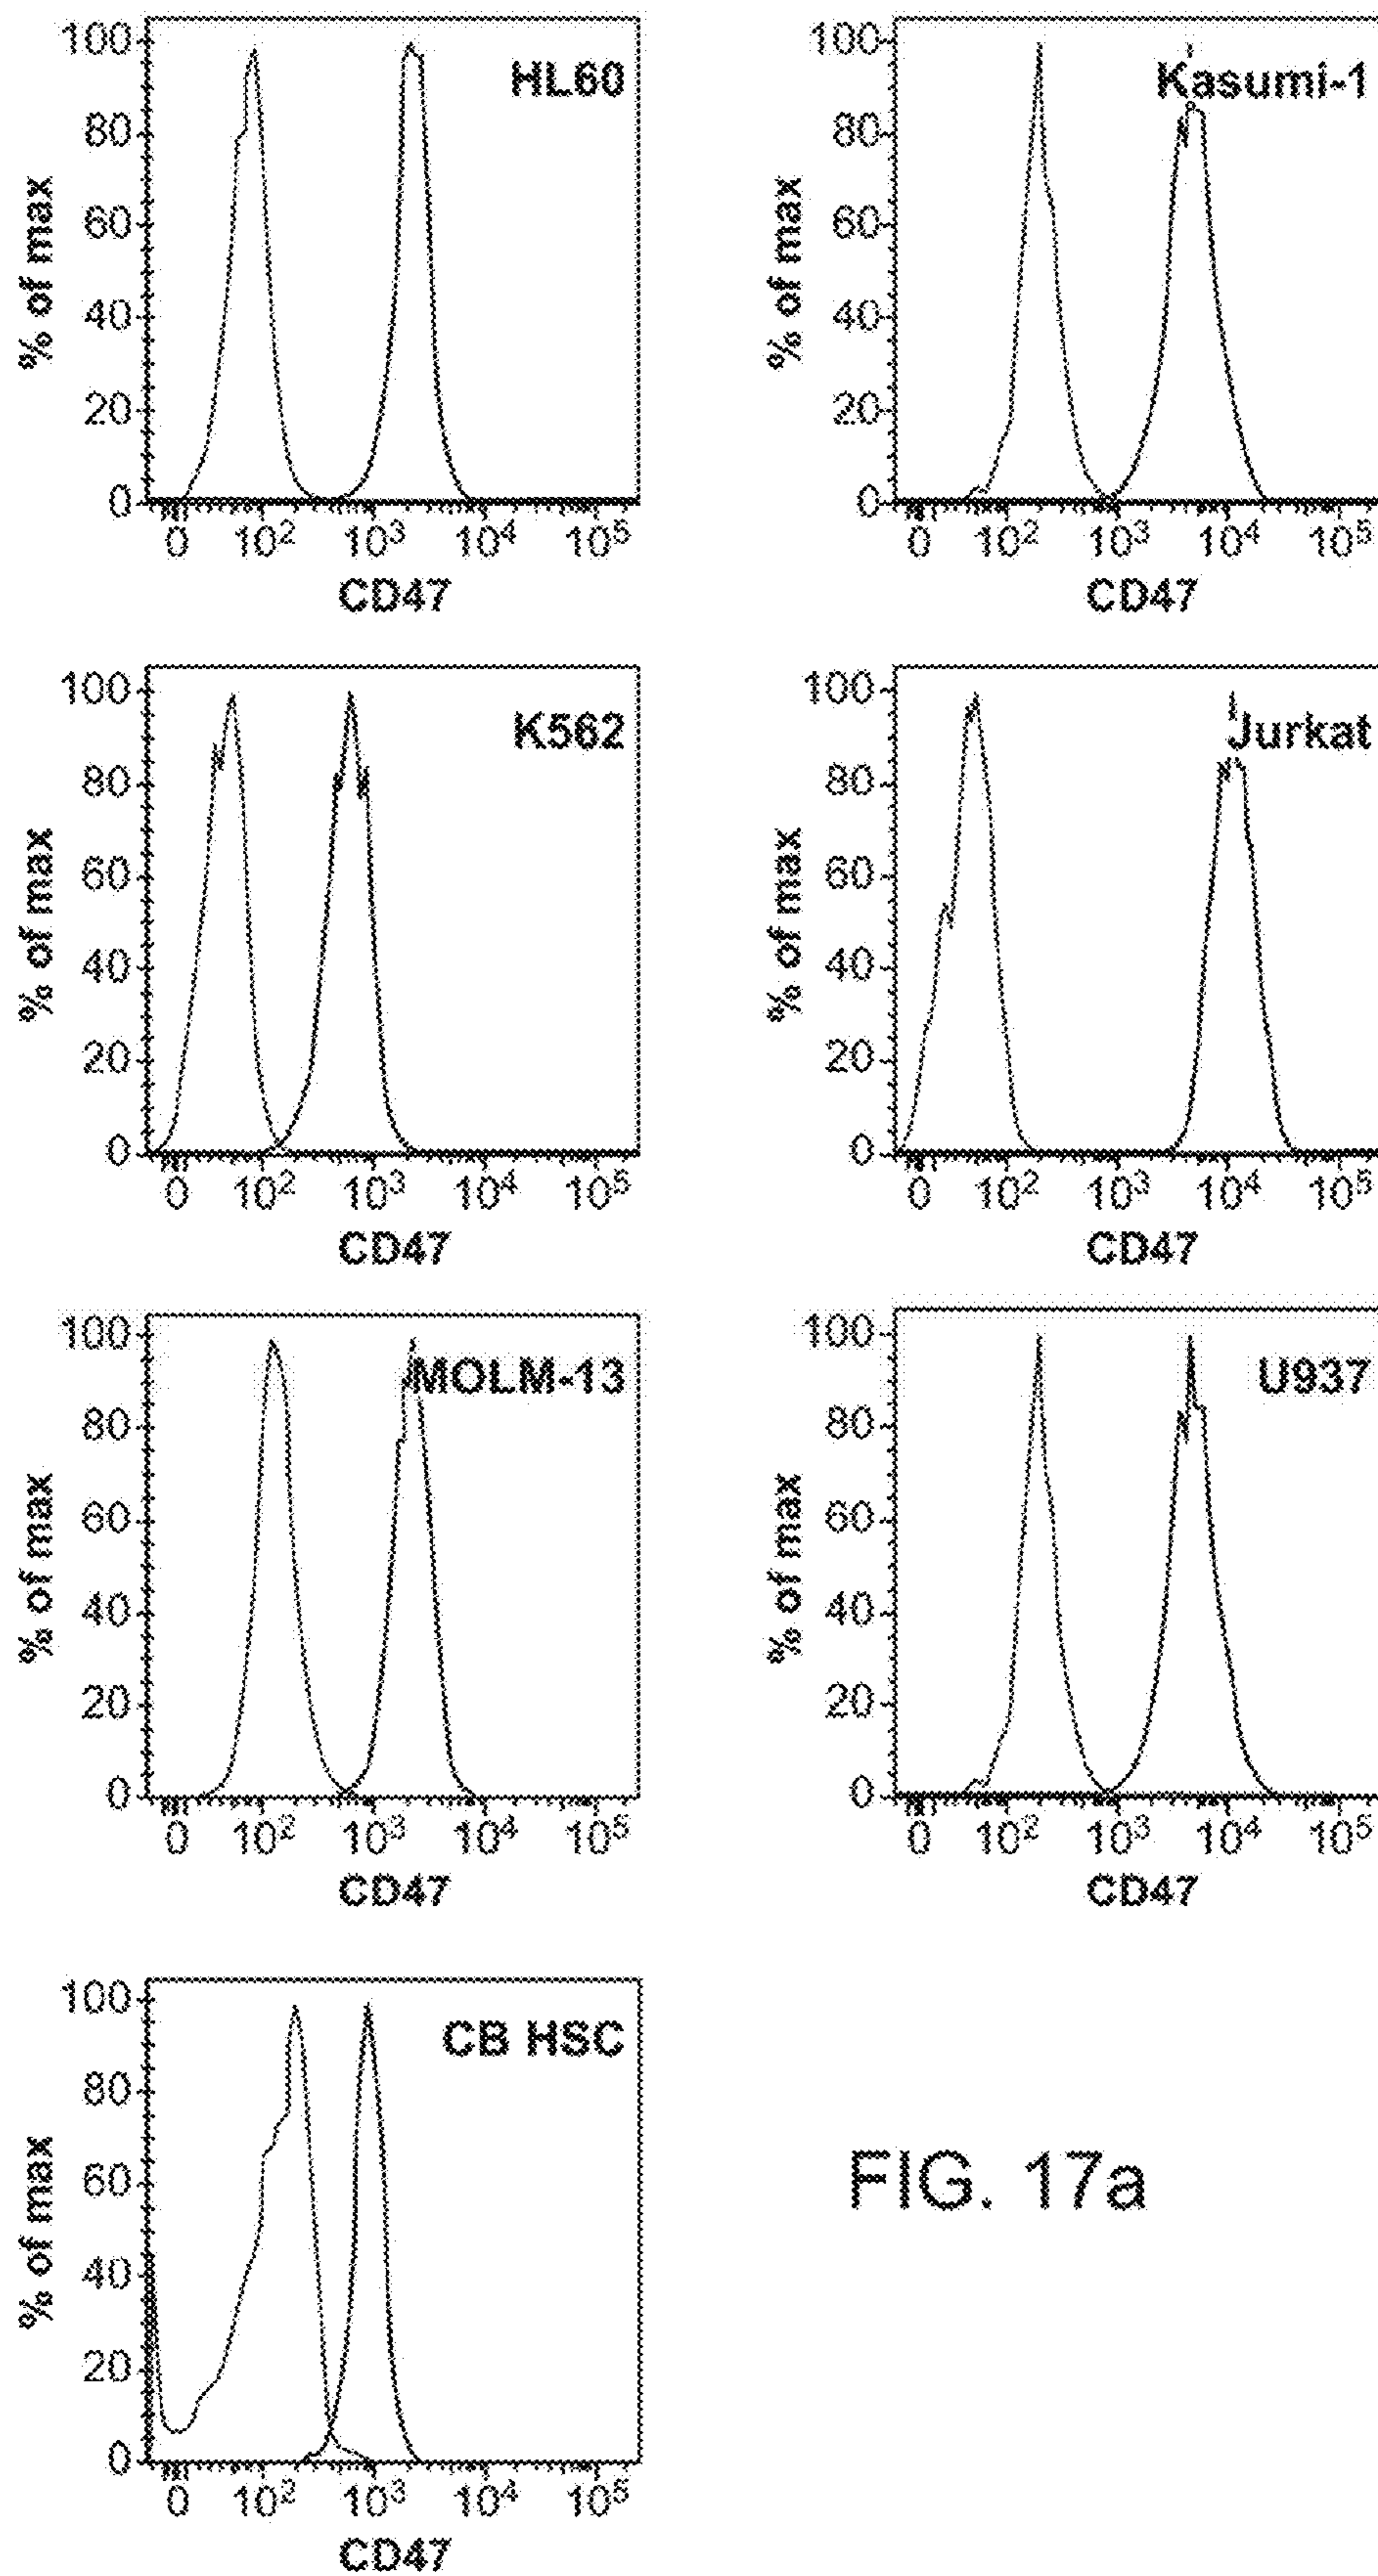 HL60
% of max
100
80
60
40
20
0
0 10² 10³ 10⁴ 10⁵
CD47
Kasumi-1
% of max
100
80
60
40
20
0
0 10² 10³ 10⁴ 10⁵
CD47
K562
% of max
100
80
60
40
20
0
0 10² 10³ 10⁴ 10⁵
CD47
Jurkat
% of max
100
80
60
40
20
0
0 10² 10³ 10⁴ 10⁵
CD47
MOLM-13
% of max
100
80
60
40
20
0
0 10² 10³ 10⁴ 10⁵
CD47
U937
% of max
100
80
60
40
20
0
0 10² 10³ 10⁴ 10⁵
CD47
CB HSC
% of max
100
80
60
40
20
0
0 10² 10³ 10⁴ 10⁵
CD47
FIG. 17a